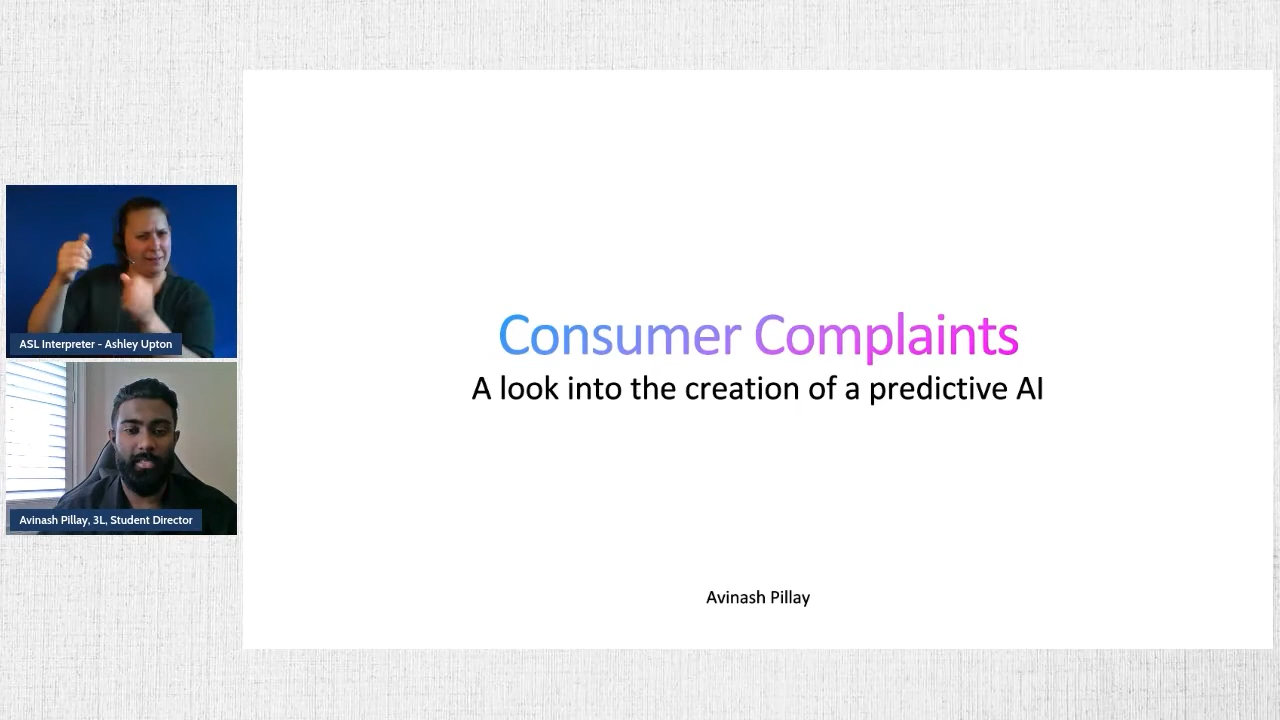 ASL Interpreter - Ashley Upton
Avinash Pillay, 3L, Student Director
Consumer Complaints
A look into the creation of a predictive AI
Avinash Pillay